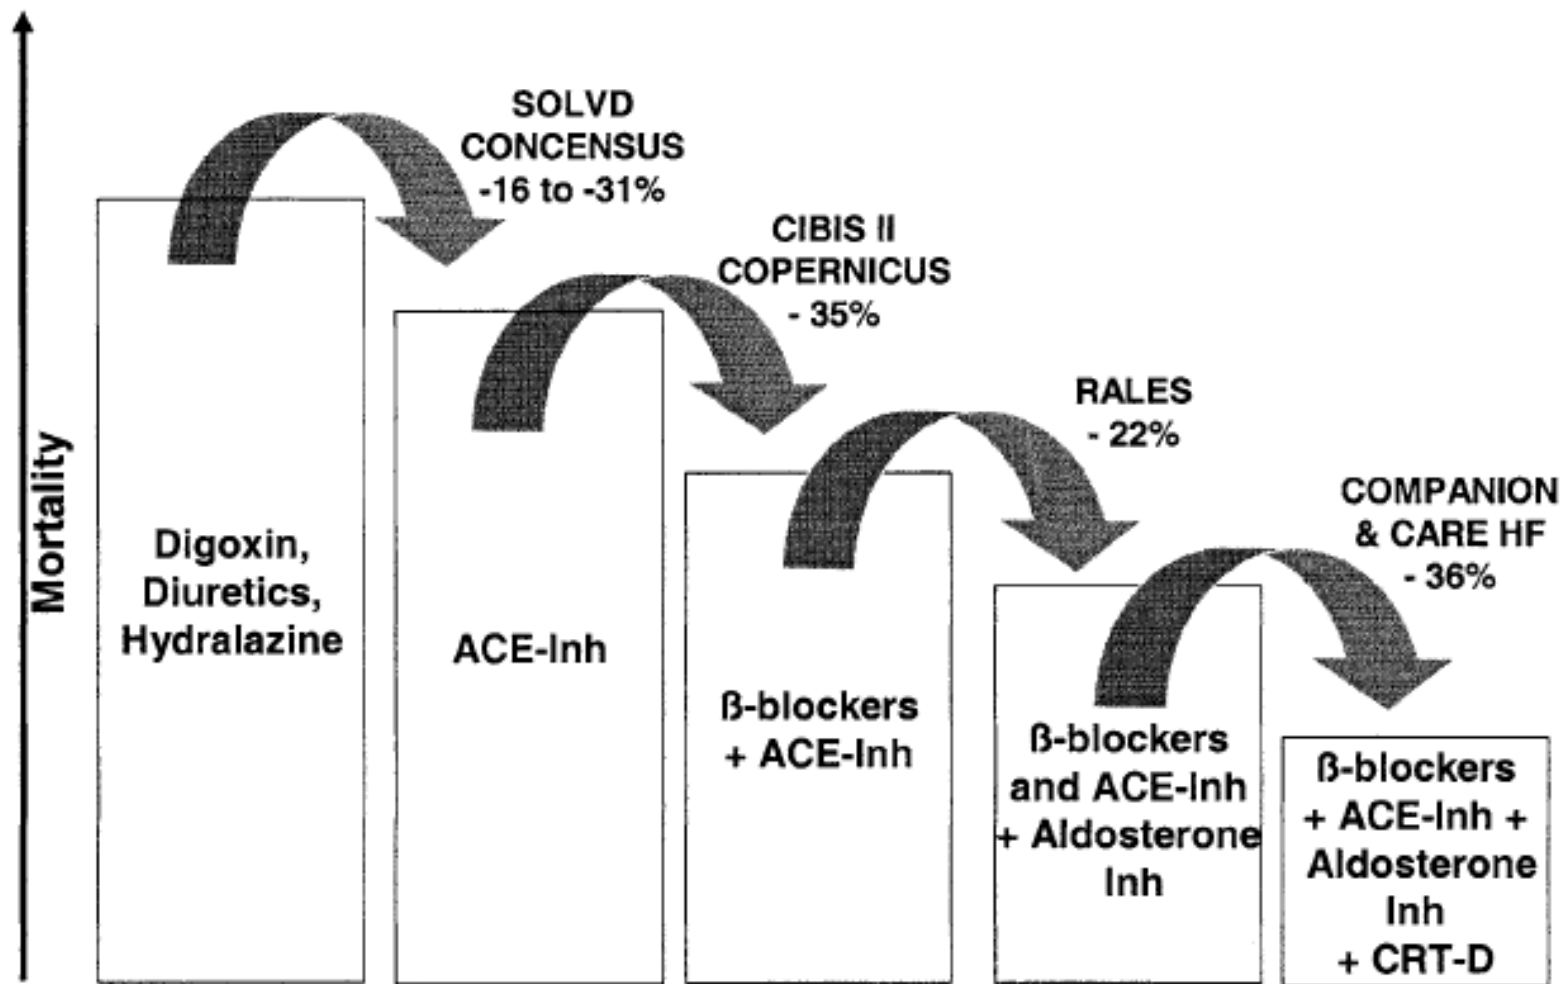 Mortality
SOLVD
CONCENSUS
-16 to -31%
CIBIS II
COPERNICUS
- 35%
RALES
- 22%
COMPANION
& CARE HF
- 36%
Digoxin,
Diuretics,
Hydralazine
ACE-Inh
ß-blockers
+ ACE-Inh
ß-blockers
and ACE-Inh
+ Aldosterone
Inh
ß-blockers
+ ACE-Inh +
Aldosterone
Inh
+ CRT-D